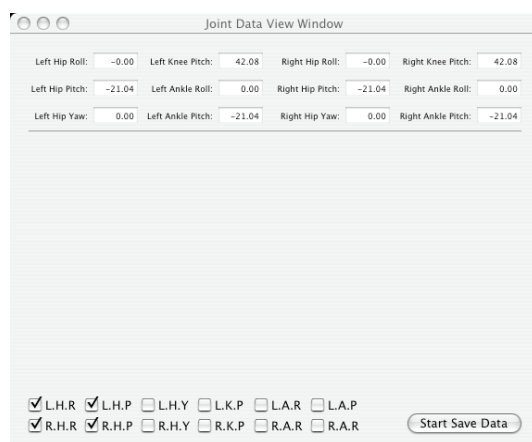 Joint Data View Window
Left Hip Roll: -0.00 Left Knee Pitch: 42.08 Right Hip Roll: -0.00 Right Knee Pitch: 42.08
Left Hip Pitch: -21.04 Left Ankle Roll: 0.00 Right Hip Pitch: -21.04 Right Ankle Roll: 0.00
Left Hip Yaw: 0.00 Left Ankle Pitch: -21.04 Right Hip Yaw: 0.00 Right Ankle Pitch: -21.04
L.H.R L.H.P L.H.Y L.K.P L.A.R L.A.P
R.H.R R.H.P R.H.Y R.K.P R.A.R R.A.R Start Save Data